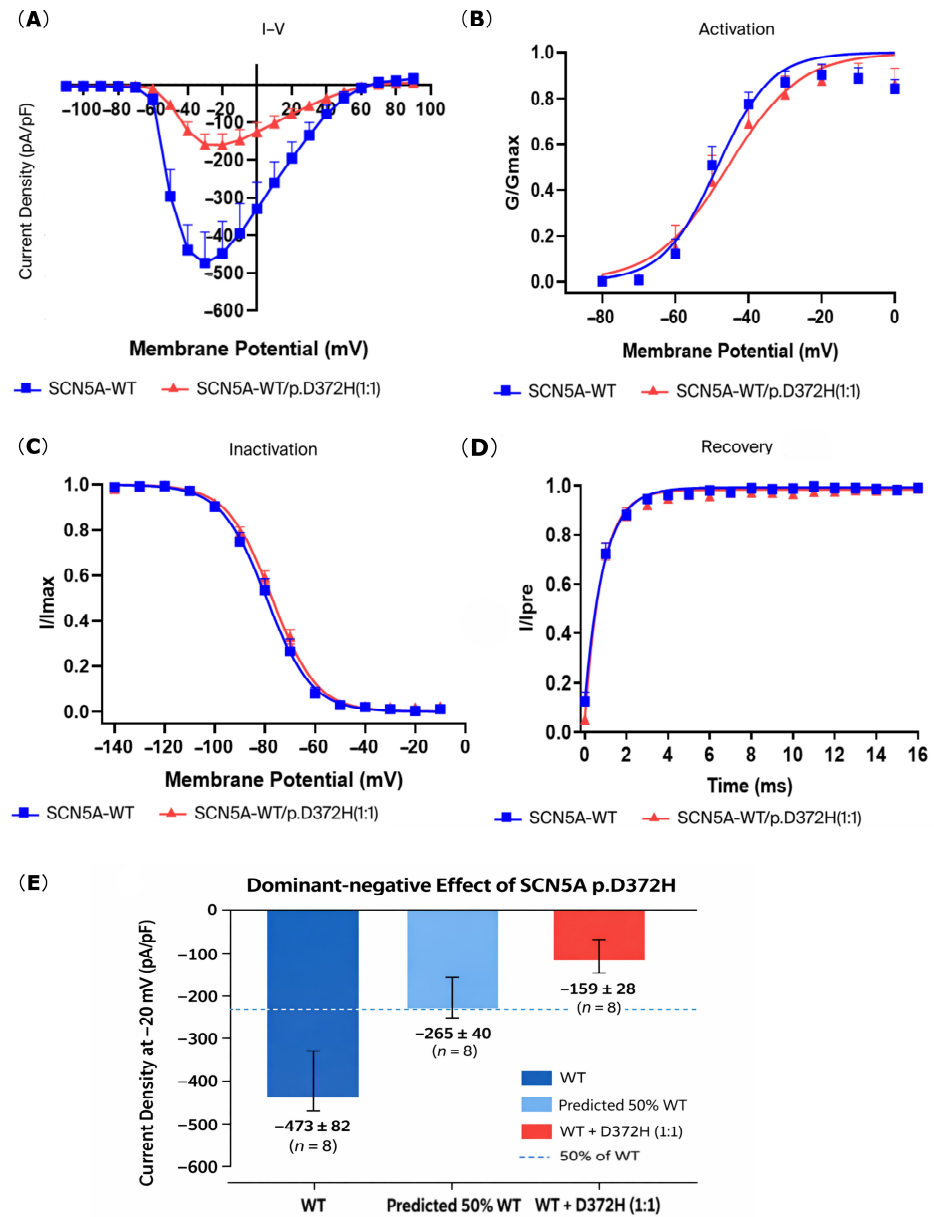 (A)
I–V
-100 -80 -60 -40 -20 20 40 60 80 100
-100
-200
-300
-400
-500
-600
Current Density (pA/pF)
Membrane Potential (mV)
SCN5A-WT SCN5A-WT/p.D372H(1:1)
(B)
Activation
1.0
0.8
0.6
0.4
0.2
0.0
G/Gmax
−80 −60 −40 −20 0
Membrane Potential (mV)
SCN5A-WT SCN5A-WT/p.D372H(1:1)
(C)
Inactivation
1.0
0.8
0.6
0.4
0.2
0.0
I/Imax
−140 −120 −100 −80 −60 −40 −20 0
Membrane Potential (mV)
SCN5A-WT SCN5A-WT/p.D372H(1:1)
(D)
Recovery
1.0
0.8
0.6
0.4
0.2
0.0
I/Ipre
0 2 4 6 8 10 12 14 16
Time (ms)
SCN5A-WT SCN5A-WT/p.D372H(1:1)
(E)
Dominant-negative Effect of SCN5A p.D372H
Current Density at −20 mV (pA/pF)
0
−100
−200
−300
−400
−500
−600
−473 ± 82
(n = 8)
−265 ± 40
(n = 8)
−159 ± 28
(n = 8)
WT
Predicted 50% WT
WT + D372H (1:1)
50% of WT
WT Predicted 50% WT WT + D372H (1:1)